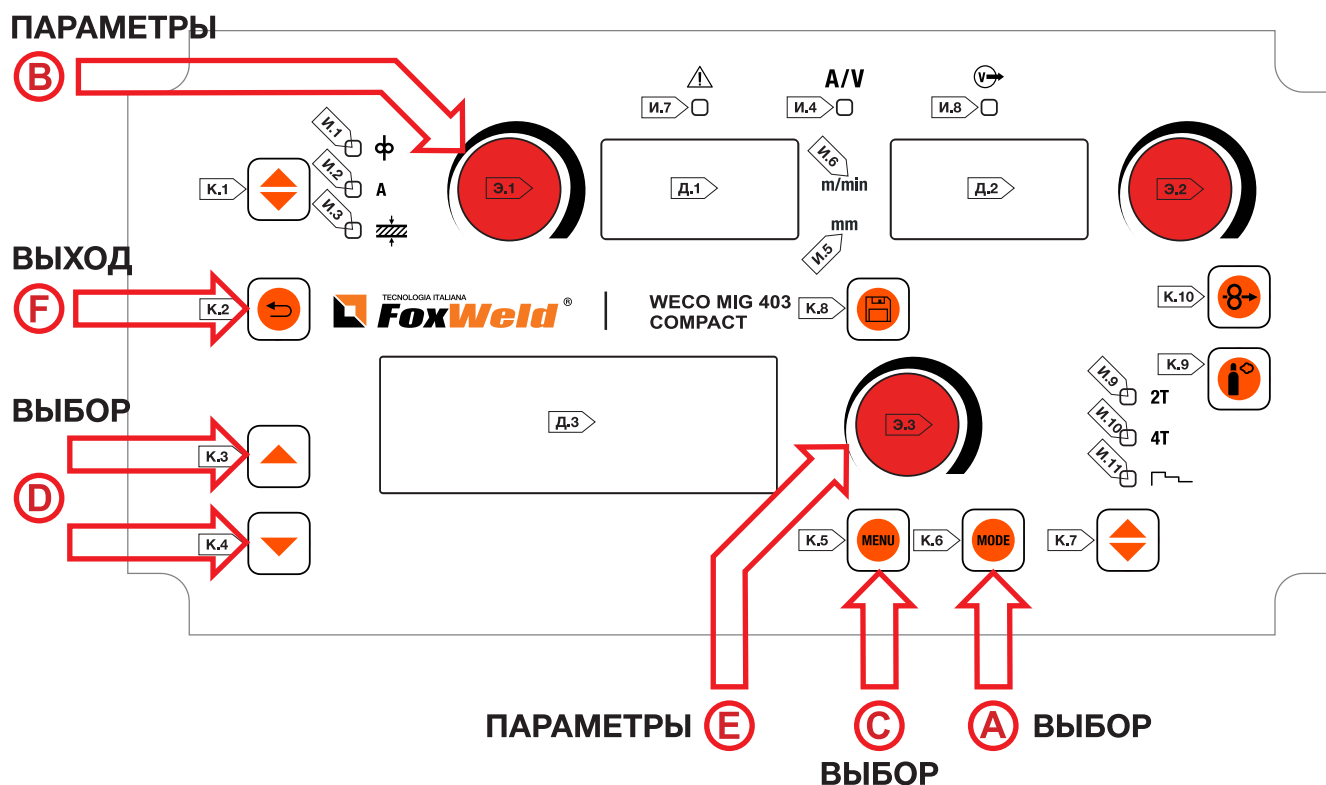 ПАРАМЕТРЫ
B
И.7
A/V
И.4
V
И.8
И.1
И.2
A
И.3
К.1
Э.1
Д.1
И.6
m/min
mm
И.5
Д.2
Э.2
ВЫХОД
F
К.2
TECNOLOGIA ITALIANA
FoxWeld®
WECO MIG 403
COMPACT
К.8
К.10
8
К.9
И.9
2T
И.10
4T
И.11
ВЫБОР
D
К.3
К.4
Д.3
Э.3
К.5
MENU
К.6
MODE
К.7
ПАРАМЕТРЫ
E
C
ВЫБОР
A
ВЫБОР